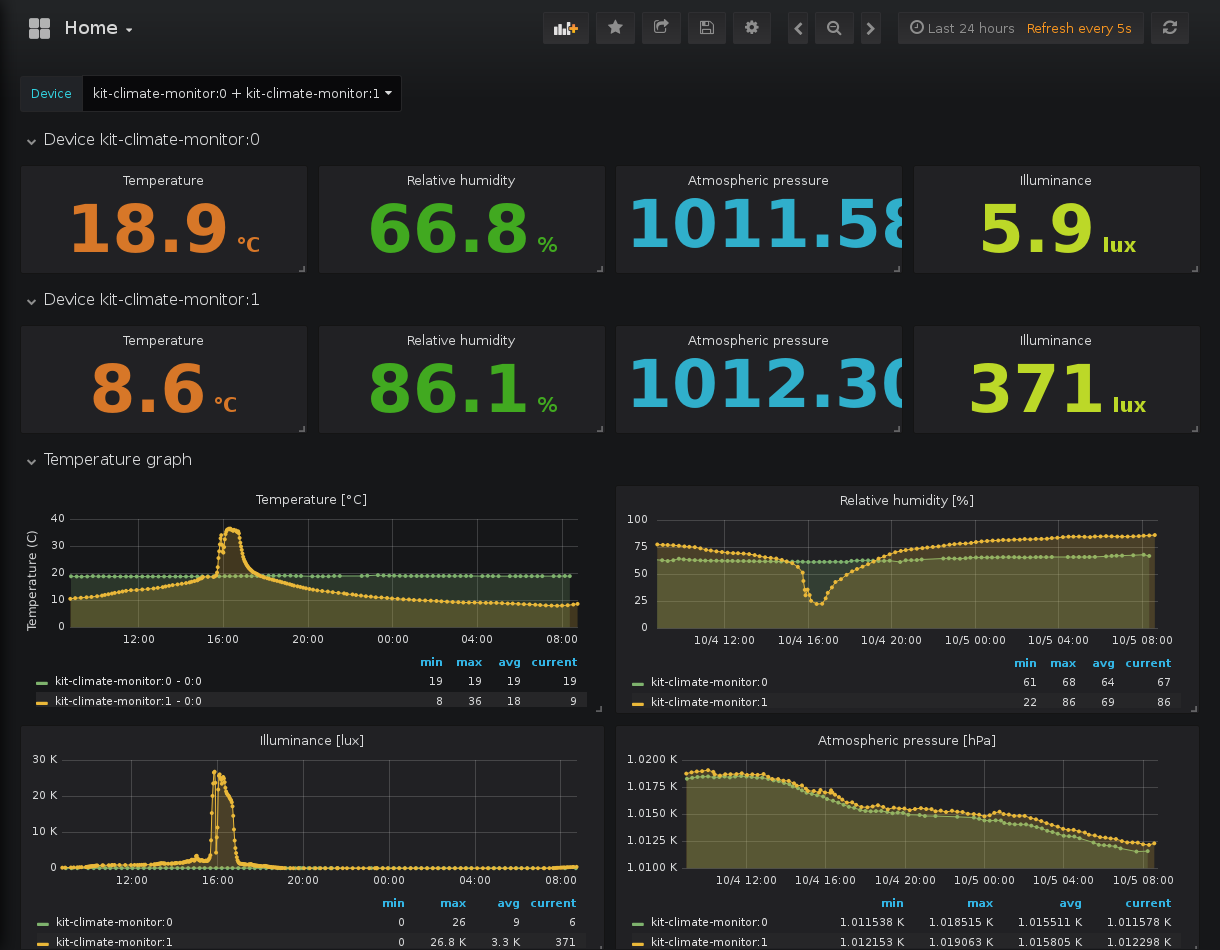 Home
Last 24 hours Refresh every 5s
Device kit-climate-monitor:0 + kit-climate-monitor:1
Device kit-climate-monitor:0
Temperature Relative humidity Atmospheric pressure Illuminance
18.9 °C 66.8 % 1011.58 5.9 lux
Device kit-climate-monitor:1
Temperature Relative humidity Atmospheric pressure Illuminance
8.6 °C 86.1 % 1012.30 371 lux
Temperature graph
Temperature [°C]
Temperature (C)
40
30
20
10
0
12:00 16:00 20:00 00:00 04:00 08:00
min max avg current
kit-climate-monitor:0 - 0:0 19 19 19 19
kit-climate-monitor:1 - 0:0 8 36 18 9
Relative humidity [%]
100
75
50
25
0
10/4 12:00 10/4 16:00 10/4 20:00 10/5 00:00 10/5 04:00 10/5 08:00
min max avg current
kit-climate-monitor:0 61 68 64 67
kit-climate-monitor:1 22 86 69 86
Illuminance [lux]
30 K
20 K
10 K
0
12:00 16:00 20:00 00:00 04:00 08:00
min max avg current
kit-climate-monitor:0 0 26 9 6
kit-climate-monitor:1 0 26.8 K 3.3 K 371
Atmospheric pressure [hPa]
1.0200 K
1.0175 K
1.0150 K
1.0125 K
1.0100 K
10/4 12:00 10/4 16:00 10/4 20:00 10/5 00:00 10/5 04:00 10/5 08:00
min max avg current
kit-climate-monitor:0 1.011538 K 1.018515 K 1.015511 K 1.011578 K
kit-climate-monitor:1 1.012153 K 1.019063 K 1.015805 K 1.012298 K